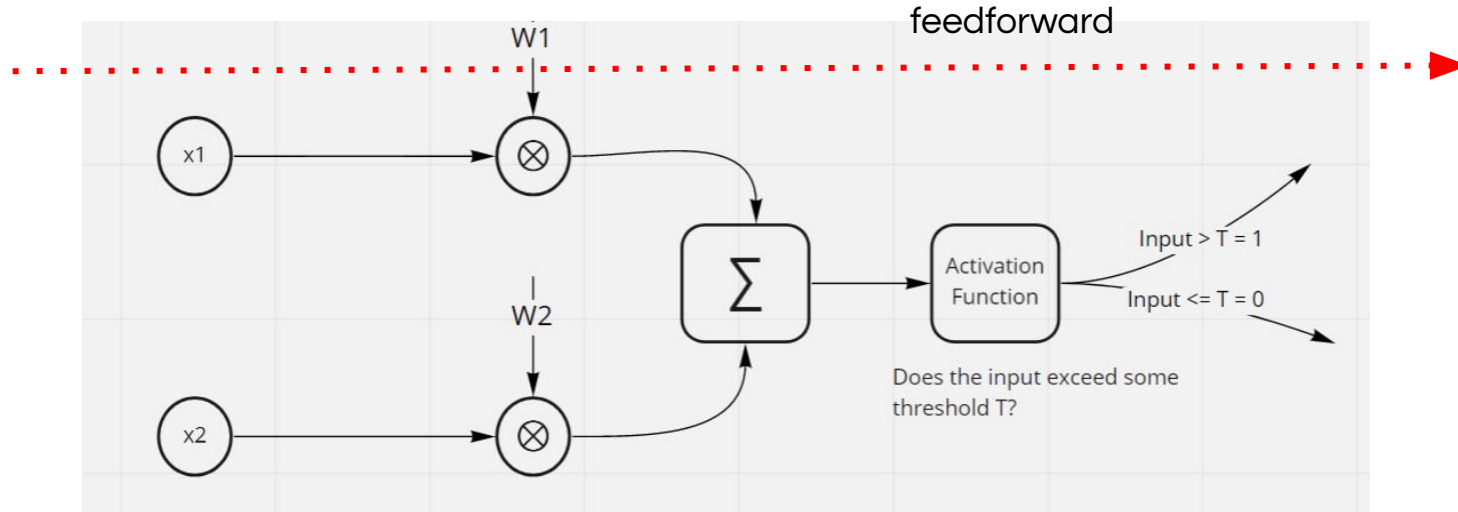 feedforward
W1
x1
⊗
Σ
Activation
Function
Input > T = 1
Input <= T = 0
W2
Does the input exceed some
threshold T?
x2
⊗